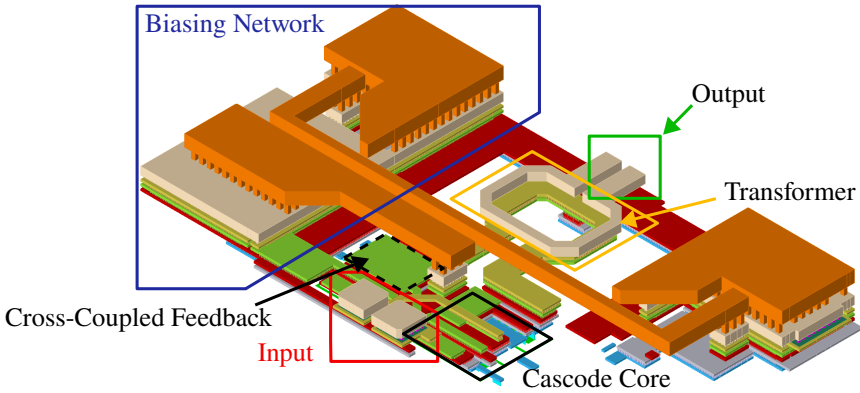 Biasing Network
Output
Transformer
Cross-Coupled Feedback
Input
Cascode Core